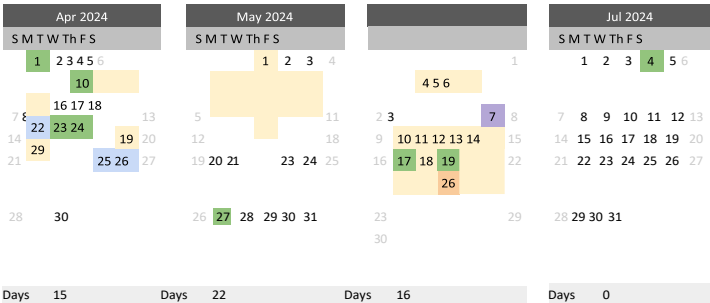 Apr 2024
S M T W Th F S
1 2 3 4 5 6
10
16 17 18
7 8 13
22 23 24
14 19 20
29
21 25 26 27
28 30
Days 15
May 2024
S M T W Th F S
1 2 3 4
5 11
12 18
19 20 21 23 24 25
26 27 28 29 30 31
Days 22
1
4 5 6
2 3 7 8
9 10 11 12 13 14 15
16 17 18 19 22
26
23 29
30
Days 16
Jul 2024
S M T W Th F S
1 2 3 4 5 6
7 8 9 10 11 12 13
14 15 16 17 18 19 20
21 22 23 24 25 26 27
28 29 30 31
Days 0